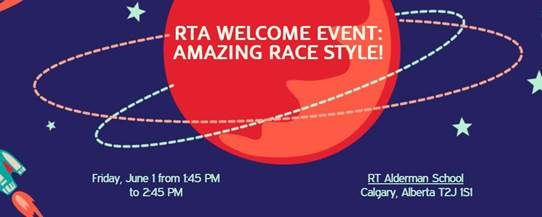 RTA WELCOME EVENT:
AMAZING RACE STYLE!
Friday, June 1 from 1:45 PM
to 2:45 PM
RT Alderman School
Calgary, Alberta T2J 1S1